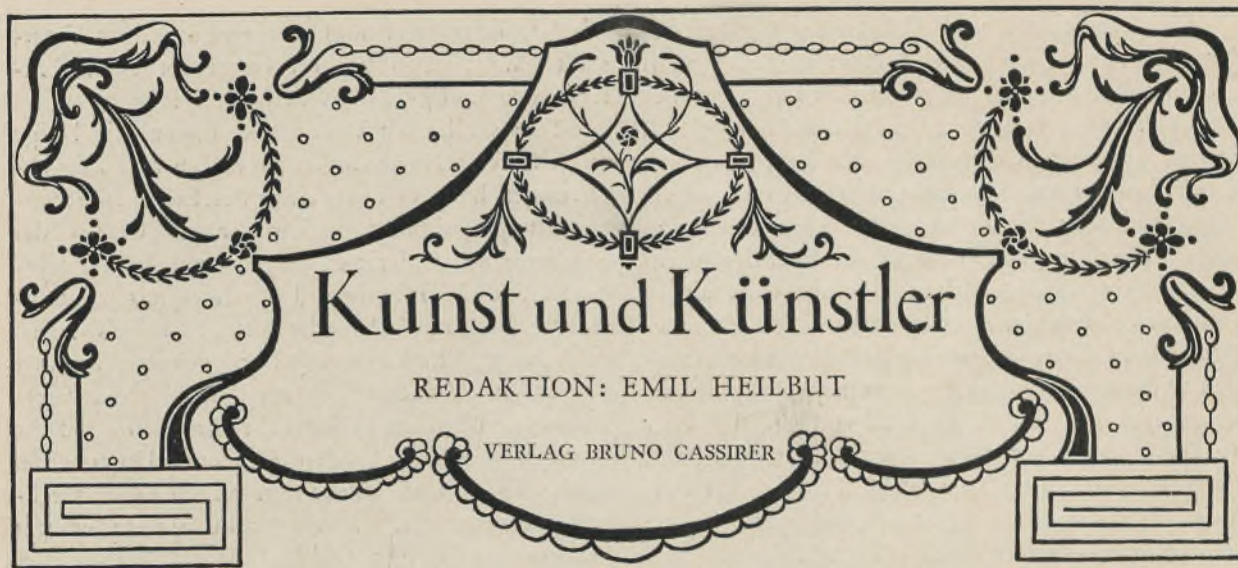 Kunst und Künstler
REDAKTION: EMIL HEILBUT
VERLAG BRUNO CASSIRER